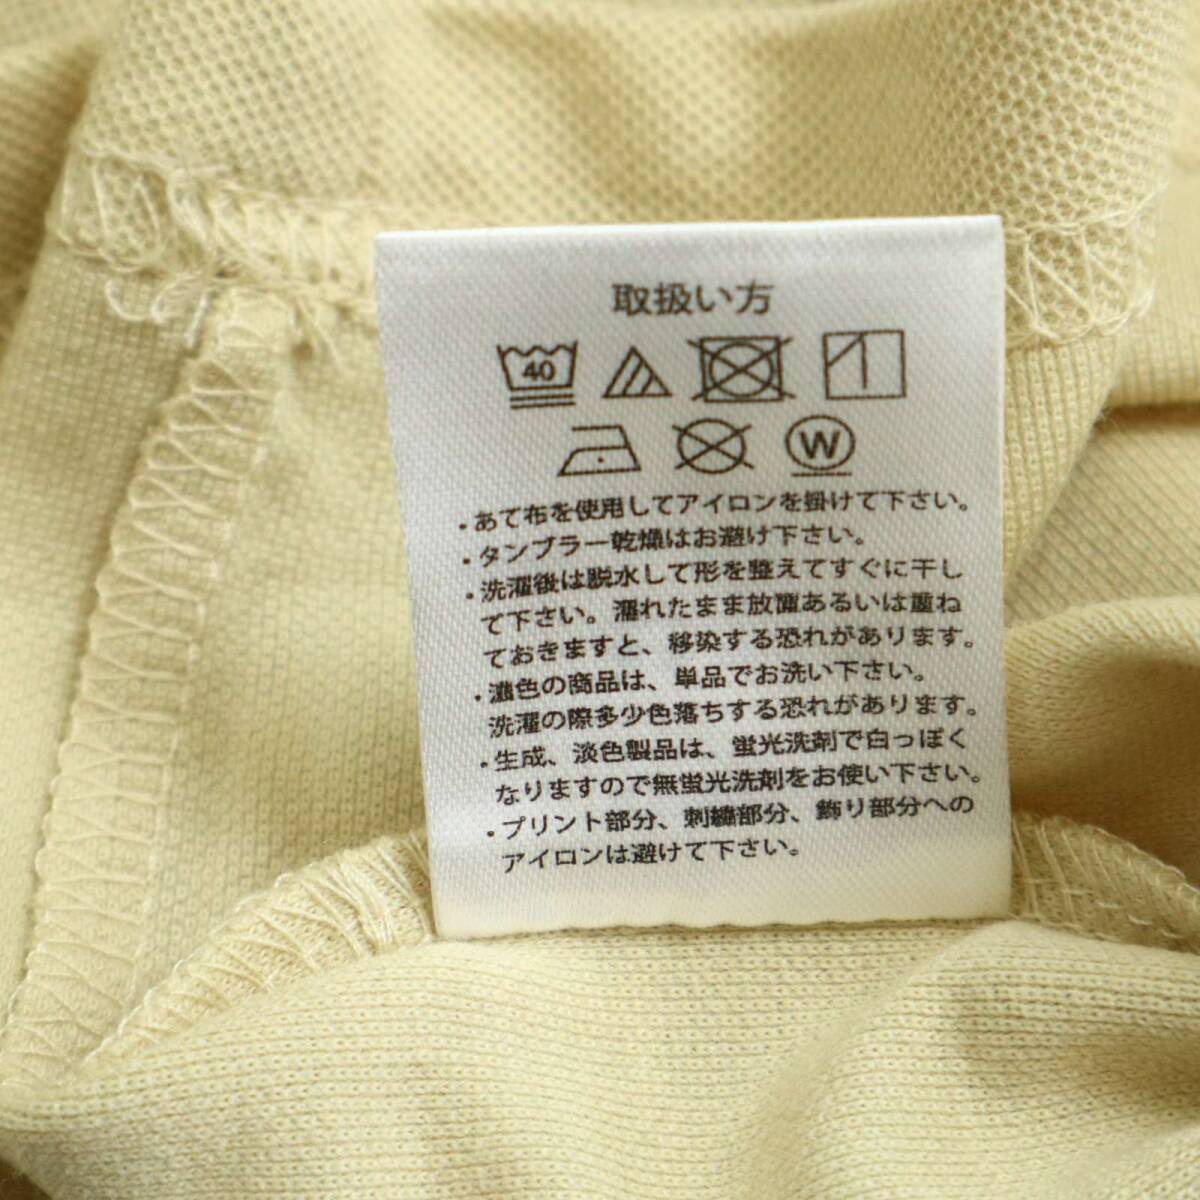 取扱い方
40
W
・あて布を使用してアイロンを掛けて下さい。
・タンブラー乾燥はお避け下さい。
・洗濯後は脱水して形を整えてすぐに干し
て下さい。濡れたまま放置あるいは重ね
ておきますと、移染する恐れがあります。
・濃色の商品は、単品でお洗い下さい。
洗濯の際多少色落ちする恐れがあります。
・生成、淡色製品は、蛍光洗剤で白っぽく
なりますので無蛍光洗剤をお使い下さい。
・プリント部分、刺繍部分、飾り部分への
アイロンは避けて下さい。